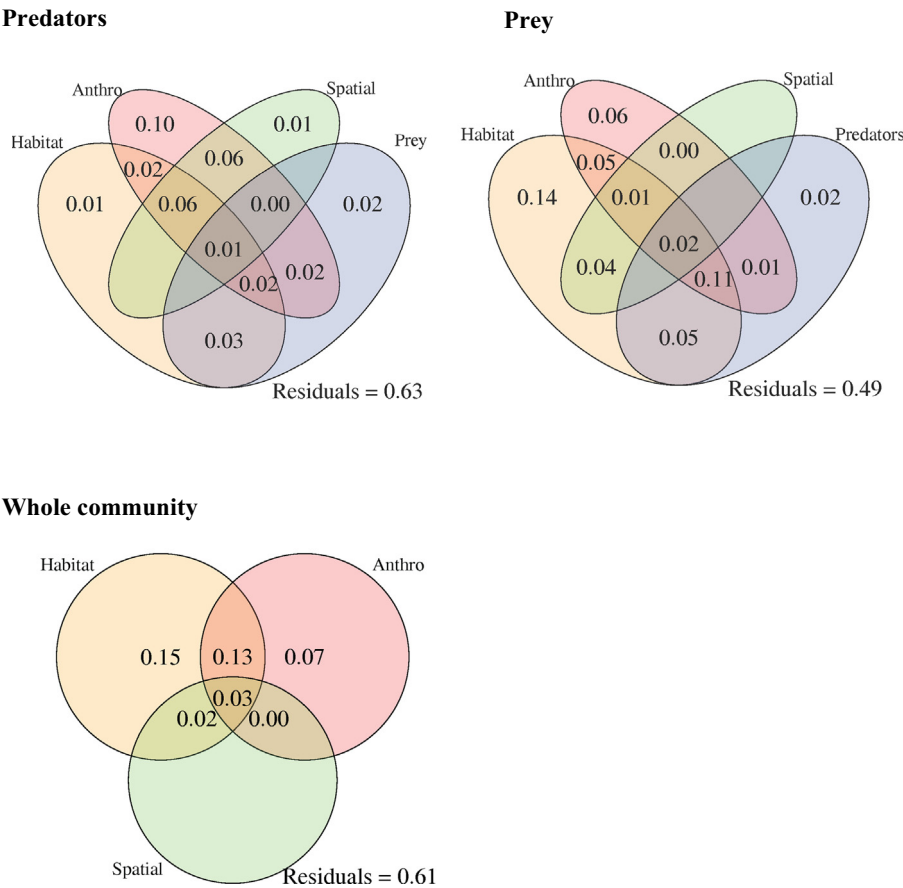 Predators
Anthro
Spatial
Habitat
Prey
0.10
0.01
0.02
0.06
0.01
0.06
0.00
0.02
0.01
0.02
0.02
0.03
Residuals = 0.63
Prey
Anthro
Spatial
Habitat
Predators
0.06
0.05
0.00
0.14
0.01
0.02
0.02
0.04
0.11
0.01
0.05
Residuals = 0.49
Whole community
Habitat
Anthro
0.15
0.13
0.07
0.03
0.02
0.00
Spatial
Residuals = 0.61